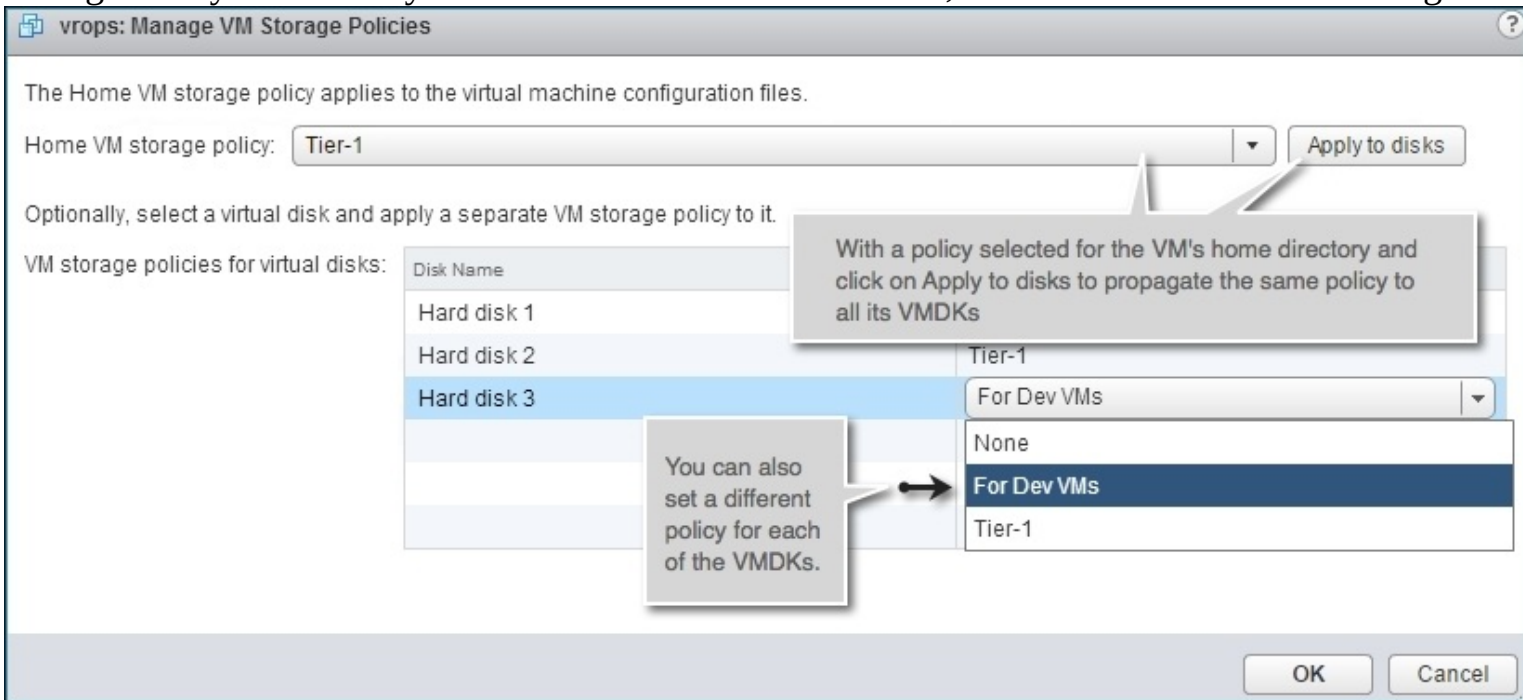 vrops: Manage VM Storage Policies
?
The Home VM storage policy applies to the virtual machine configuration files.
Home VM storage policy: Tier-1 Apply to disks
Optionally, select a virtual disk and apply a separate VM storage policy to it.
VM storage policies for virtual disks:
Disk Name
With a policy selected for the VM's home directory and
click on Apply to disks to propagate the same policy to
all its VMDKs
Hard disk 1
Hard disk 2 Tier-1
Hard disk 3 For Dev VMs
None
For Dev VMs
Tier-1
You can also
set a different
policy for each
of the VMDKs.
OK Cancel